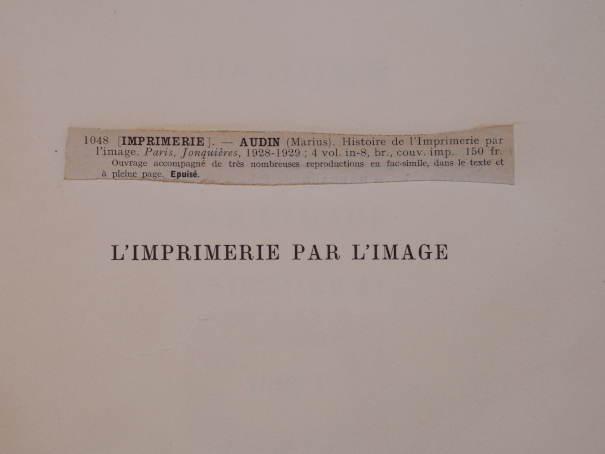 1048 [IMPRIMERIE]. — AUDIN (Marius). Histoire de l'Imprimerie par
l'image. Paris, Jonquières, 1928-1929 ; 4 vol. in-8, br., couv. imp. 150 fr.
Ouvrage accompagné de très nombreuses reproductions en fac-simile, dans le texte et
à pleine page. Epuisé.
L'IMPRIMERIE PAR L'IMAGE